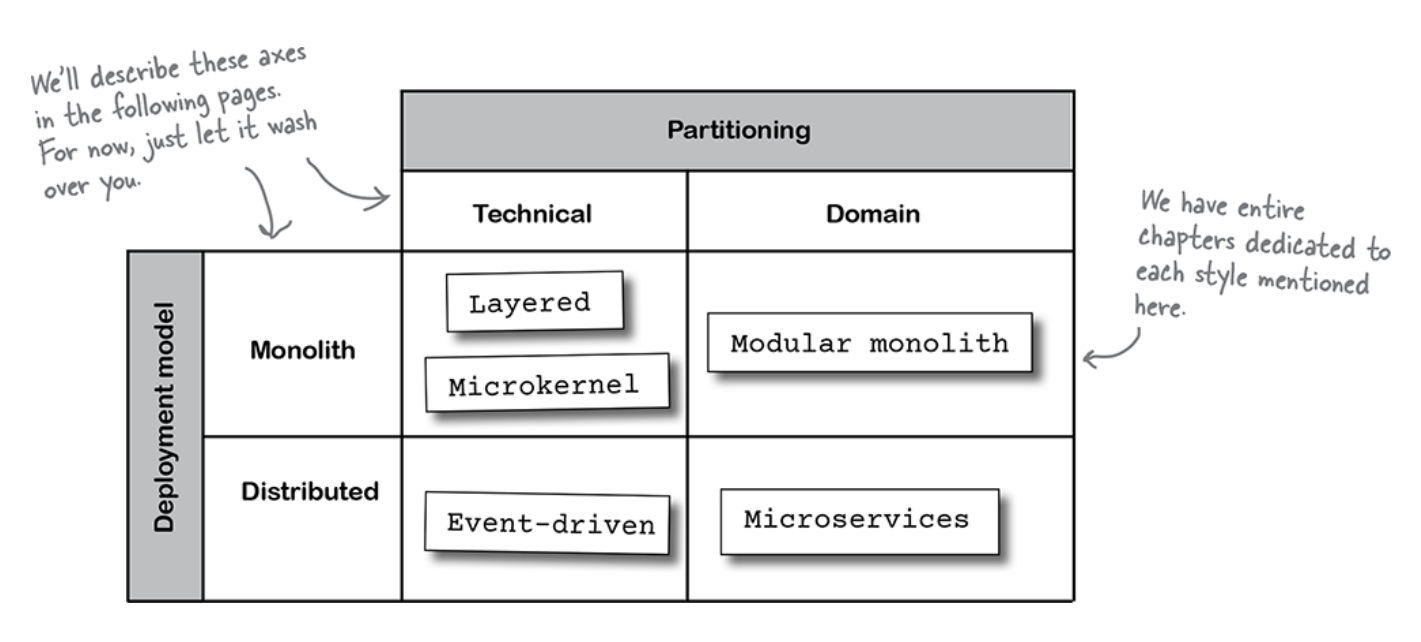 We'll describe these axes
in the following pages.
For now, just let it wash
over you.
Partitioning
Technical
Domain
We have entire
chapters dedicated to
each style mentioned
here.
Deployment model
Monolith
Layered
Microkernel
Modular monolith
Distributed
Event-driven
Microservices